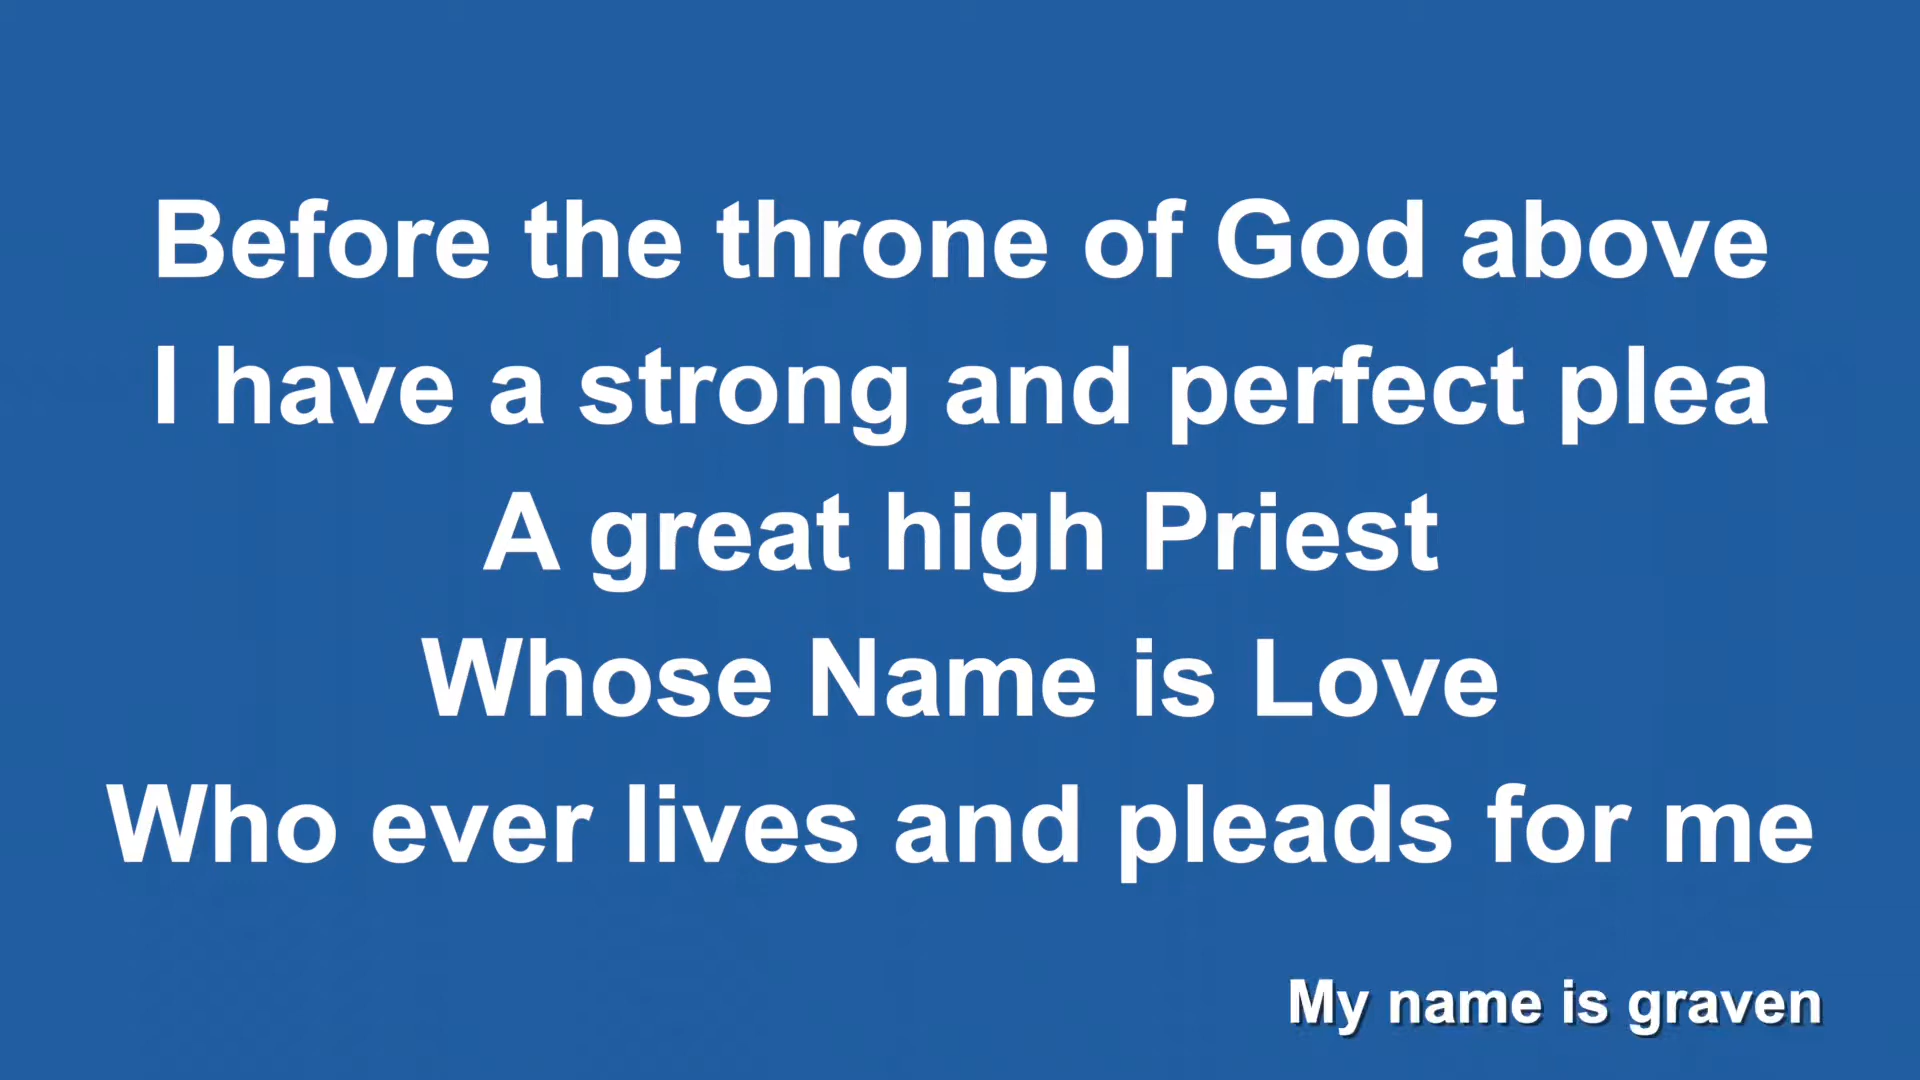 Before the throne of God above
I have a strong and perfect plea
A great high Priest
Whose Name is Love
Who ever lives and pleads for me
My name is graven